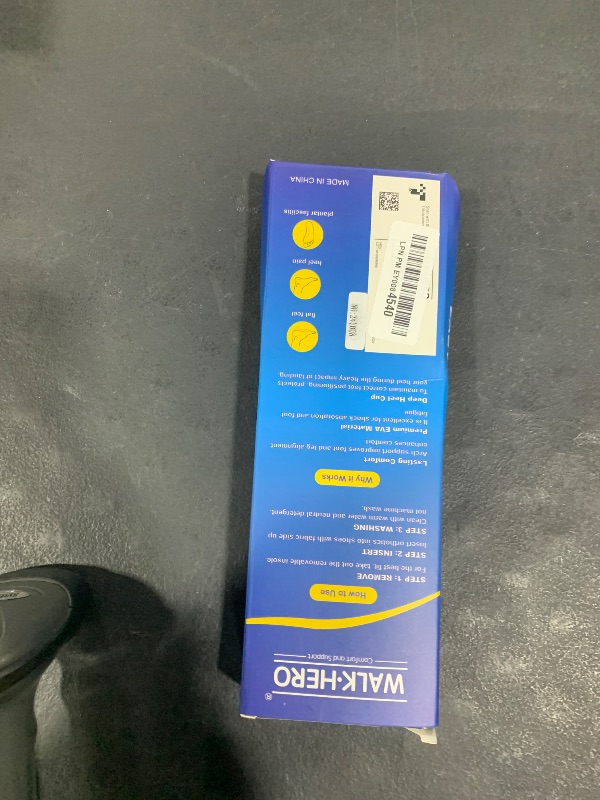 WALK·HERO®
Comfort and Support
How to Use
STEP 1: REMOVE
For the best fit, take out the removable insole.
STEP 2: INSERT
Insert orthotics into shoes with fabric side up
STEP 3: WASHING
Clean with warm water and neutral detergent,
not machine wash.
Why it Works
Lasting Comfort
Arch support improves foot and leg alignment
enhances comfort
Premium EVA Material
It is excellent for shock absorption and foot
fatigue
Deep Heel Cup
To maintain correct foot positioning, protects
your heel during the heavy impact of landing.
flat feet
heel pain
plantar fasciitis
MADE IN CHINA
4540